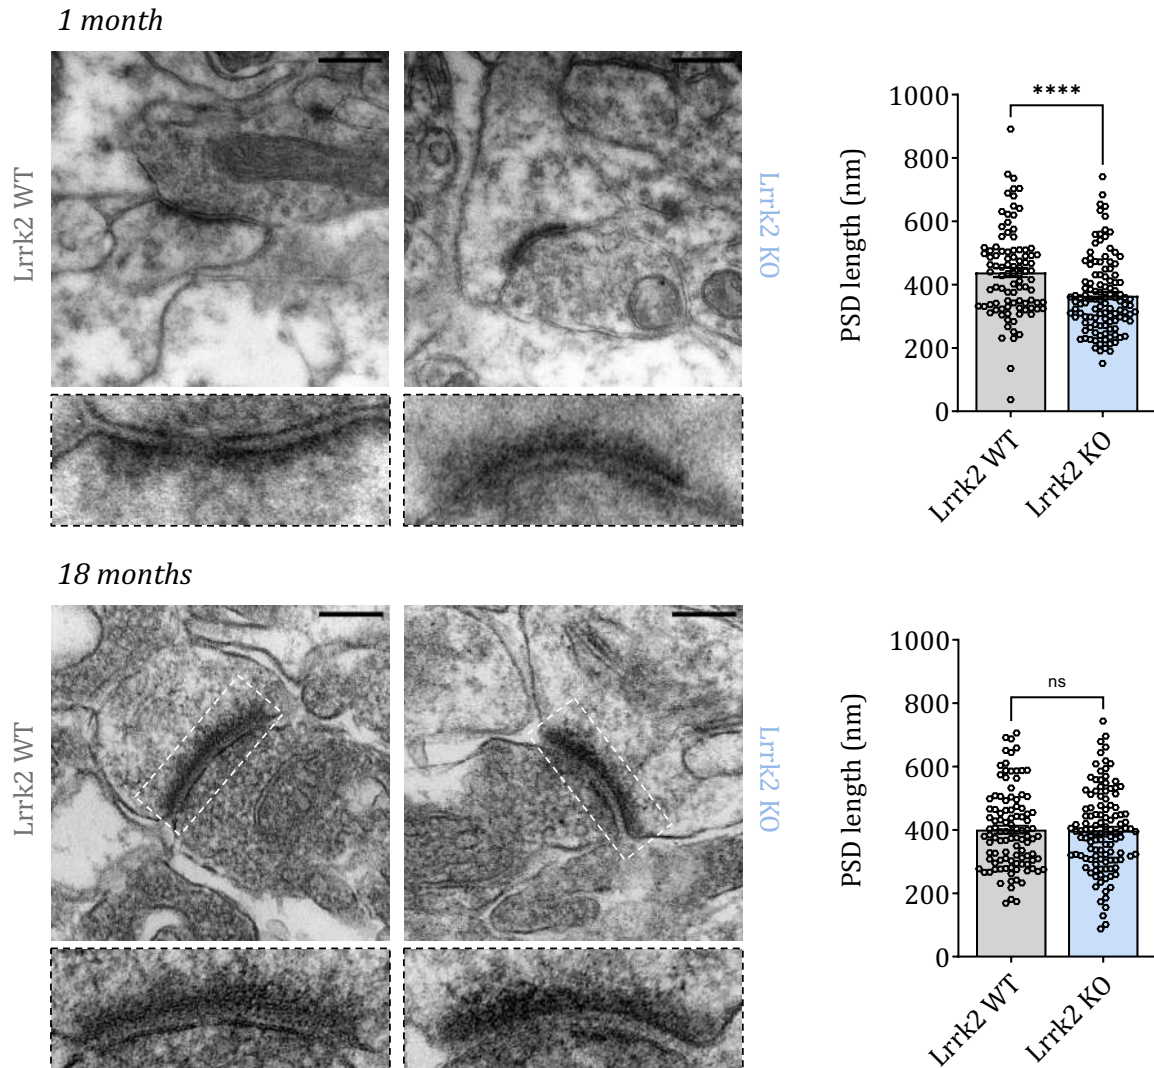 1 month
Lrrk2 WT
Lrrk2 KO
PSD length (nm)
1000
800
600
400
200
0
****
Lrrk2 WT
Lrrk2 KO
18 months
Lrrk2 WT
Lrrk2 KO
PSD length (nm)
1000
800
600
400
200
0
ns
Lrrk2 WT
Lrrk2 KO